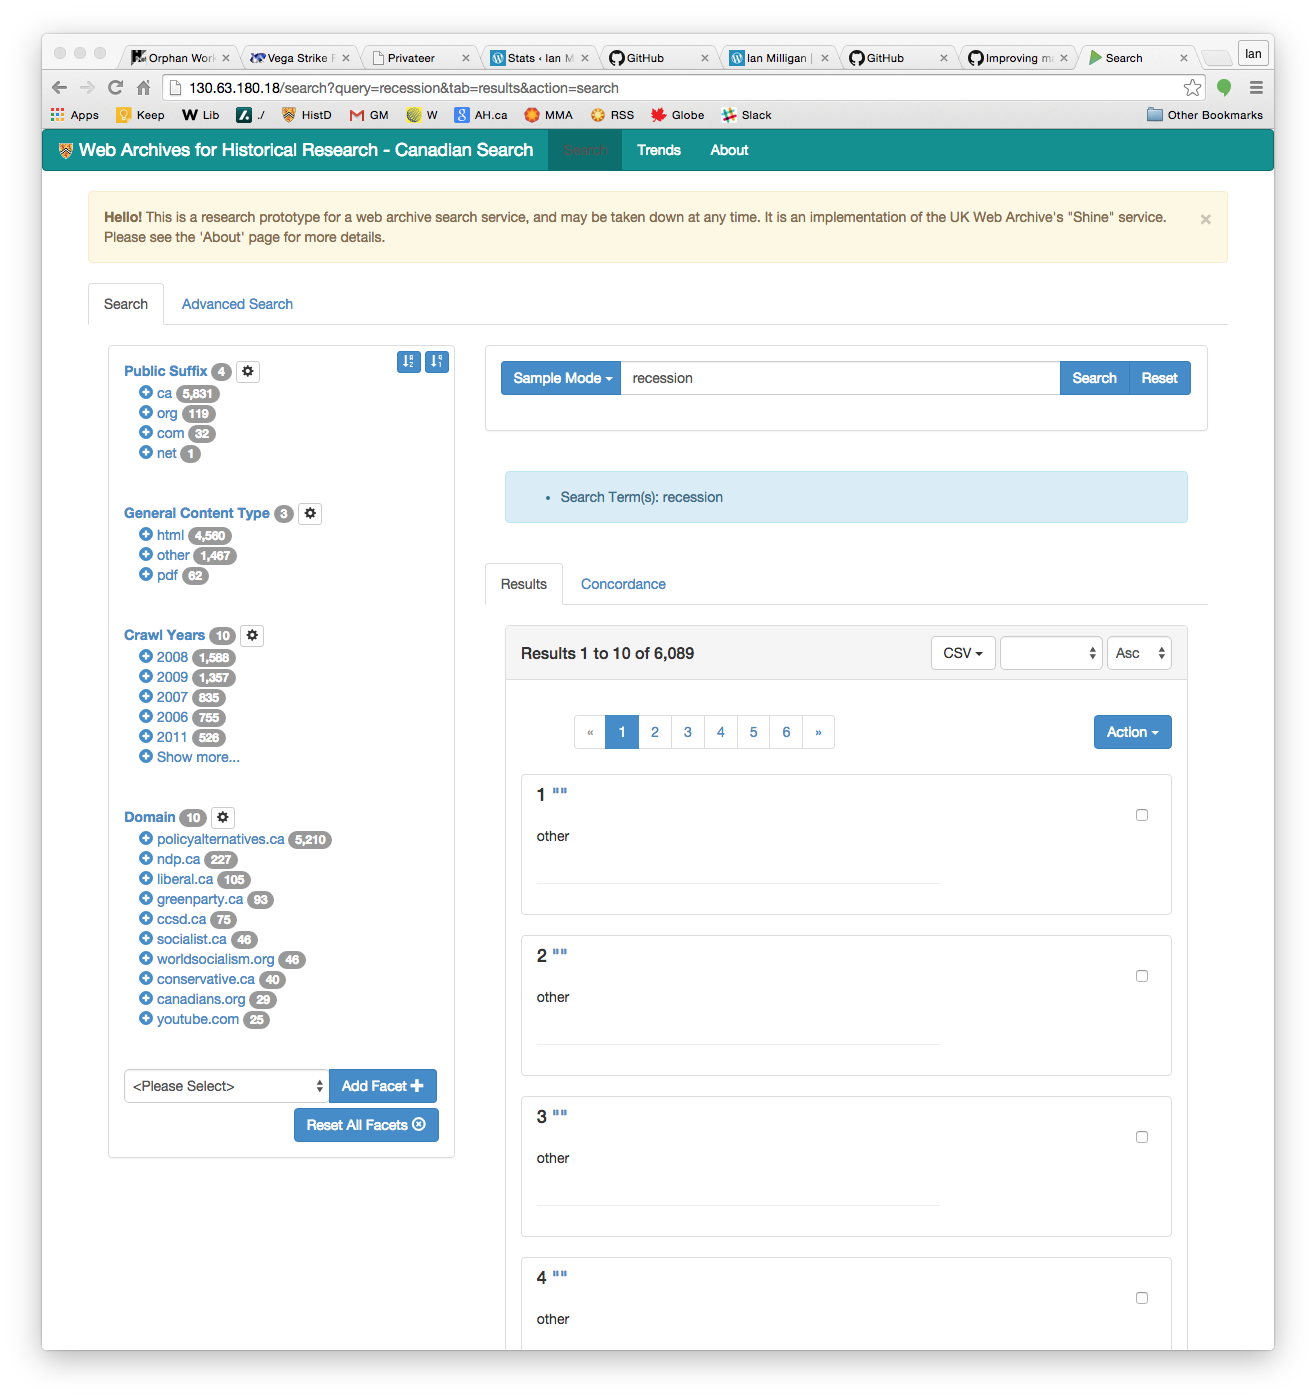 Orphan Wor
Vega Strike F
Privateer
Stats ‹ Ian M
GitHub
Ian Milligan |
GitHub
Improving m
Search
Ian
130.63.180.18/search?query=recession&tab=results&action=search
Apps
Keep
W Lib
./
HistD
GM
W
AH.ca
MMA
RSS
Globe
Slack
Other Bookmarks
Web Archives for Historical Research - Canadian Search
Search
Trends
About
Hello! This is a research prototype for a web archive search service, and may be taken down at any time. It is an implementation of the UK Web Archive's "Shine" service.
Please see the 'About' page for more details.
×
Search
Advanced Search
Public Suffix 4
ca 5,831
org 119
com 32
net 1
General Content Type 3
html 4,560
other 1,467
pdf 62
Crawl Years 10
2008 1,588
2009 1,357
2007 835
2006 755
2011 526
Show more...
Domain 10
policyalternatives.ca 5,210
ndp.ca 227
liberal.ca 105
greenparty.ca 93
ccsd.ca 75
socialist.ca 46
worldsocialism.org 46
conservative.ca 40
canadians.org 29
youtube.com 25
<Please Select>
Add Facet
Reset All Facets
Sample Mode
recession
Search
Reset
• Search Term(s): recession
Results
Concordance
Results 1 to 10 of 6,089
CSV
Asc
« 1 2 3 4 5 6 »
Action
1 ""
other
2 ""
other
3 ""
other
4 ""
other